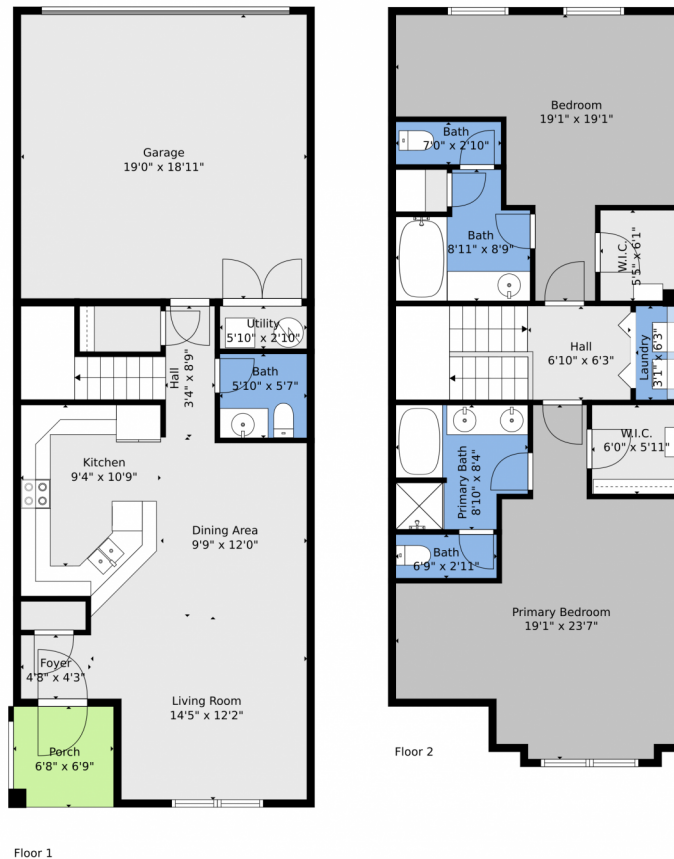 Garage
19'0" x 18'11"
Utility
5'10" x 2'10"
Hall
3'4" x 8'9"
Bath
5'10" x 5'7"
Kitchen
9'4" x 10'9"
Dining Area
9'9" x 12'0"
Foyer
4'8" x 4'3"
Living Room
14'5" x 12'2"
Porch
6'8" x 6'9"
Floor 1
Bedroom
19'1" x 19'1"
Bath
7'0" x 2'10"
Bath
8'11" x 8'9"
W.I.C.
5'5" x 6'1"
Hall
6'10" x 6'3"
Laundry
3'1" x 6'3"
W.I.C.
6'0" x 5'11"
Primary Bath
8'10" x 8'4"
Bath
6'9" x 2'11"
Primary Bedroom
19'1" x 23'7"
Floor 2